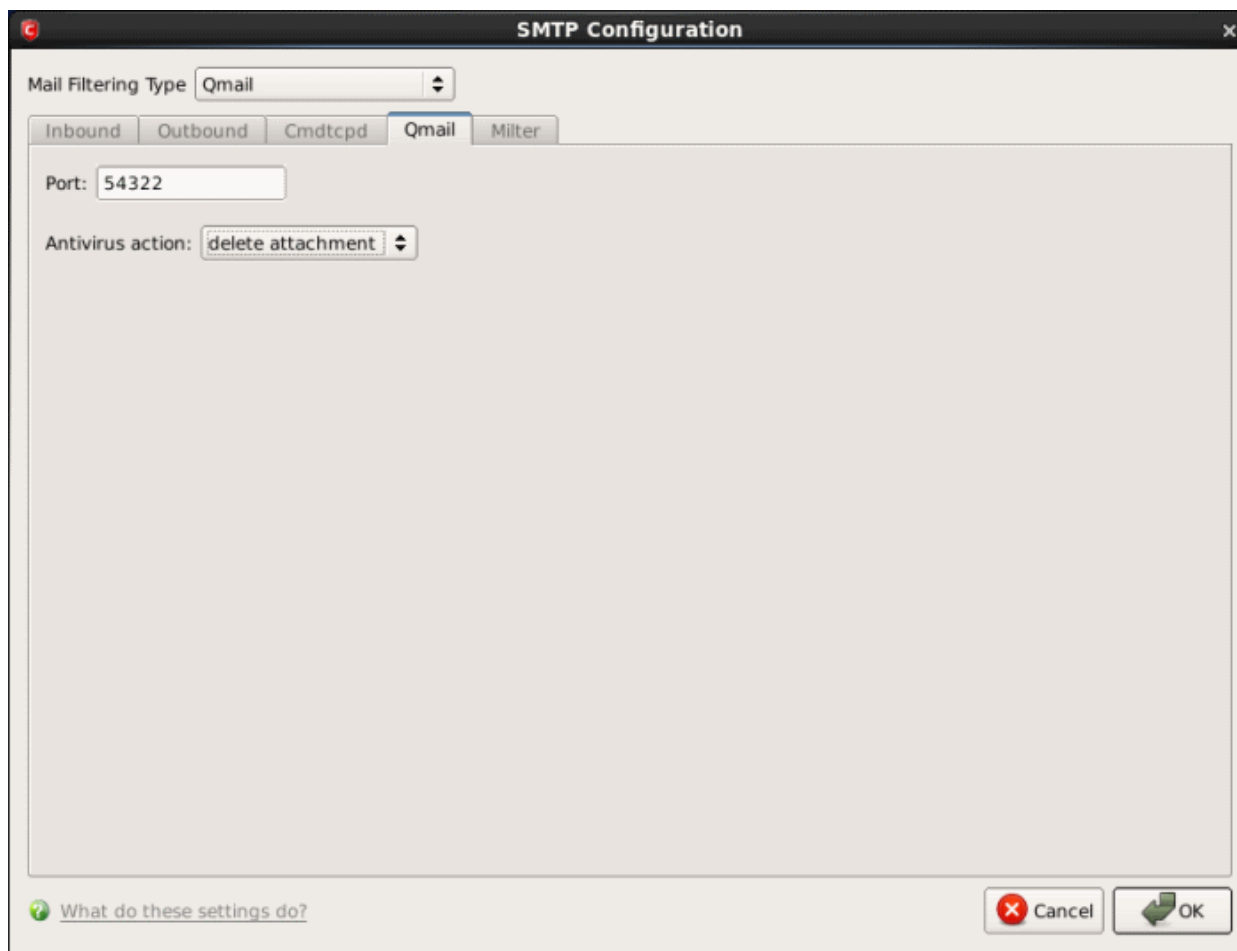 SMTP Configuration
Mail Filtering Type Qmail
Inbound Outbound Cmdtcpd Qmail Milter
Port: 54322
Antivirus action: delete attachment
What do these settings do?
Cancel OK